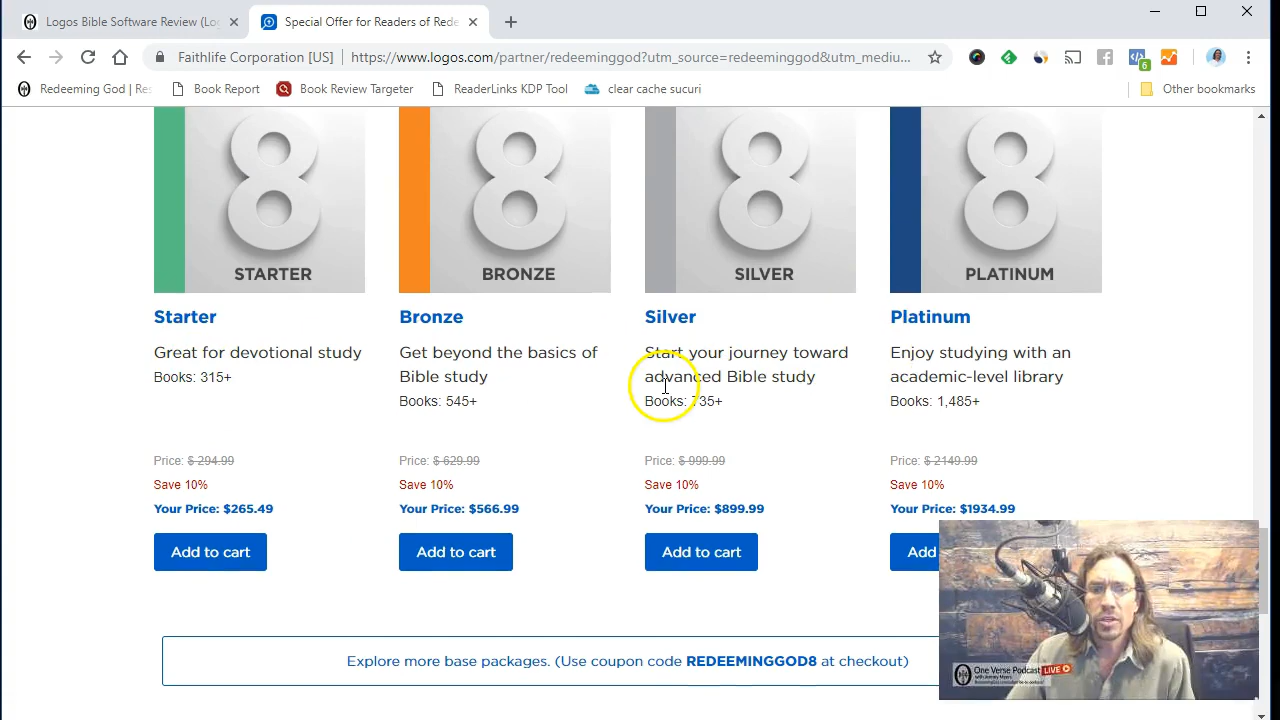 Logos Bible Software Review (Lo
Special Offer for Readers of Rede
Faithlife Corporation [US]
https://www.logos.com/partner/redeeminggod?utm_source=redeeminggod&utm_mediu...
6
Redeeming God | Res
Book Report
Book Review Targeter
ReaderLinks KDP Tool
clear cache sucuri
Other bookmarks
8
STARTER
8
BRONZE
8
SILVER
8
PLATINUM
Starter
Great for devotional study
Books: 315+
Price: $ 294.99
Save 10%
Your Price: $265.49
Add to cart
Bronze
Get beyond the basics of
Bible study
Books: 545+
Price: $ 629.99
Save 10%
Your Price: $566.99
Add to cart
Silver
Start your journey toward
advanced Bible study
Books: 735+
Price: $ 999.99
Save 10%
Your Price: $899.99
Add to cart
Platinum
Enjoy studying with an
academic-level library
Books: 1,485+
Price: $ 2149.99
Save 10%
Your Price: $1934.99
Add
Explore more base packages. (Use coupon code REDEEMINGGOD8 at checkout)
One Verse Podcast LIVE
with Jeremy Myers